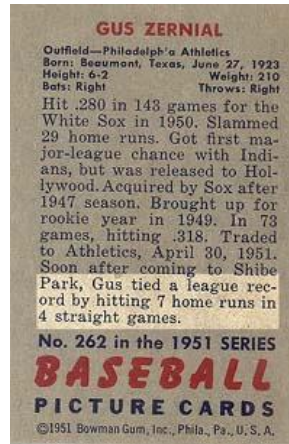 GUS ZERNIAL
Outfield—Philadelph'a Athletics
Born: Beaumont, Texas, June 27, 1923
Height: 6-2 Weight: 210
Bats: Right Throws: Right
Hit .280 in 143 games for the
White Sox in 1950. Slammed
29 home runs. Got first ma-
jor-league chance with Indi-
ans, but was released to Hol-
lywood. Acquired by Sox after
1947 season. Brought up for
rookie year in 1949. In 73
games, hitting .318. Traded
to Athletics, April 30, 1951.
Soon after coming to Shibe
Park, Gus tied a league rec-
ord by hitting 7 home runs in
4 straight games.
No. 262 in the 1951 SERIES
BASEBALL
PICTURE CARDS
©1951 Bowman Gum, Inc., Phila., Pa., U. S. A.